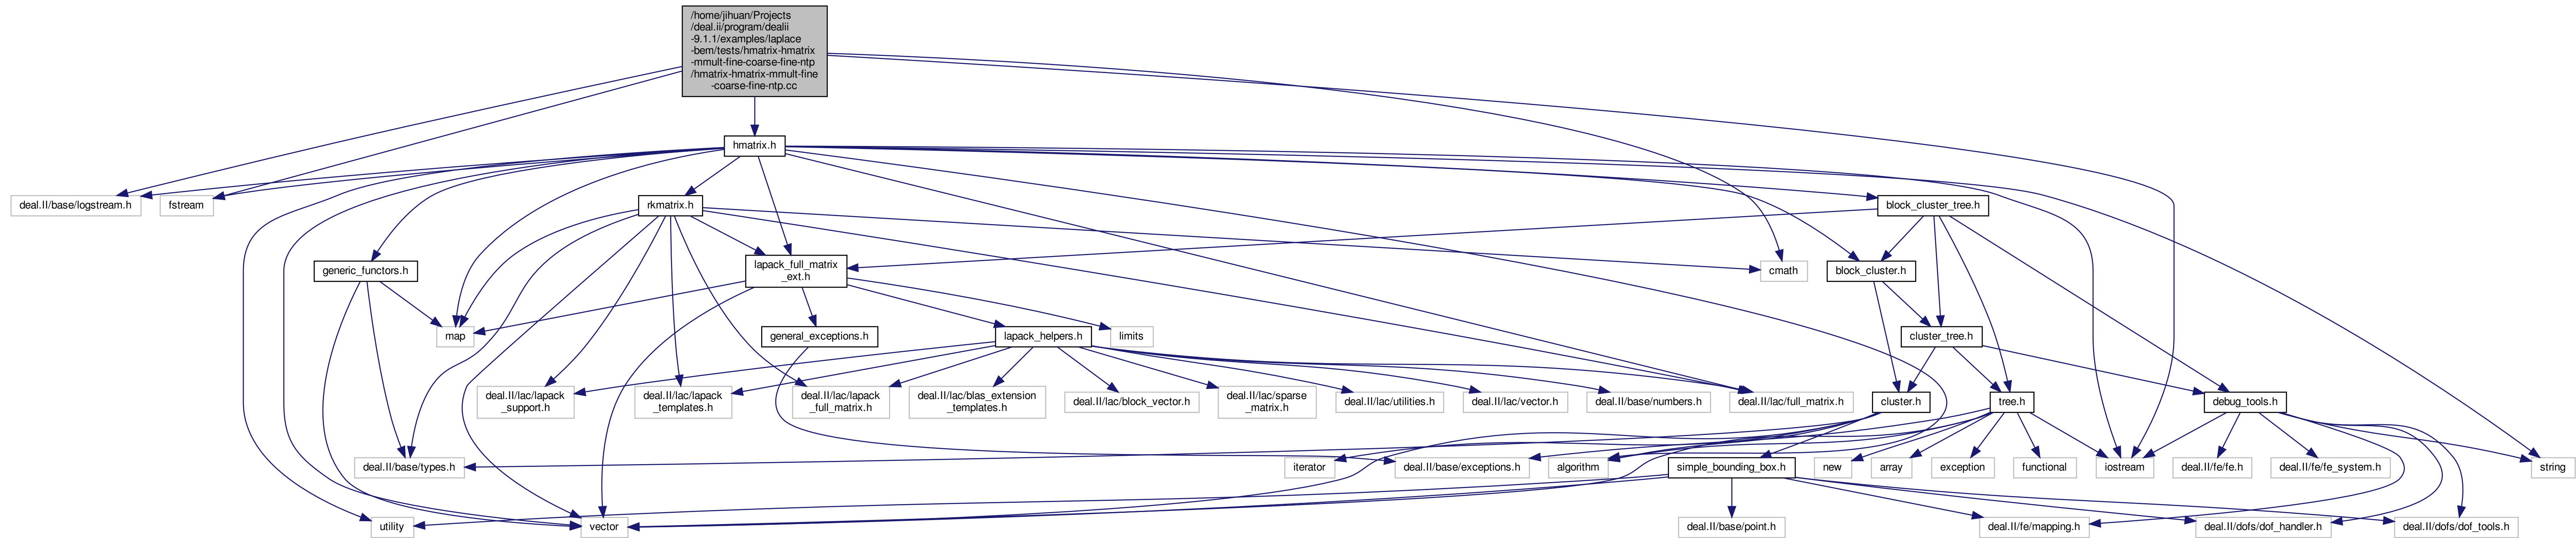 /home/jihuan/Projects
/deal.ii/program/dealii
-9.1.1/examples/laplace
-bem/tests/hmatrix-hmatrix
-mmult-fine-coarse-fine-ntp
/hmatrix-hmatrix-mmult-fine
-coarse-fine-ntp.cc
hmatrix.h
deal.II/base/logstream.h
fstream
rkmatrix.h
block_cluster_tree.h
generic_functors.h
lapack_full_matrix
_ext.h
cmath
block_cluster.h
map
general_exceptions.h
lapack_helpers.h
limits
cluster_tree.h
deal.II/lac/lapack
_support.h
deal.II/lac/lapack
_templates.h
deal.II/lac/lapack
_full_matrix.h
deal.II/lac/blas_extension
_templates.h
deal.II/lac/block_vector.h
deal.II/lac/sparse
_matrix.h
deal.II/lac/utilities.h
deal.II/lac/vector.h
deal.II/base/numbers.h
deal.II/lac/full_matrix.h
cluster.h
tree.h
debug_tools.h
deal.II/base/types.h
iterator
deal.II/base/exceptions.h
algorithm
simple_bounding_box.h
new
array
exception
functional
iostream
deal.II/fe/fe.h
deal.II/fe/fe_system.h
string
utility
vector
deal.II/base/point.h
deal.II/fe/mapping.h
deal.II/dofs/dof_handler.h
deal.II/dofs/dof_tools.h